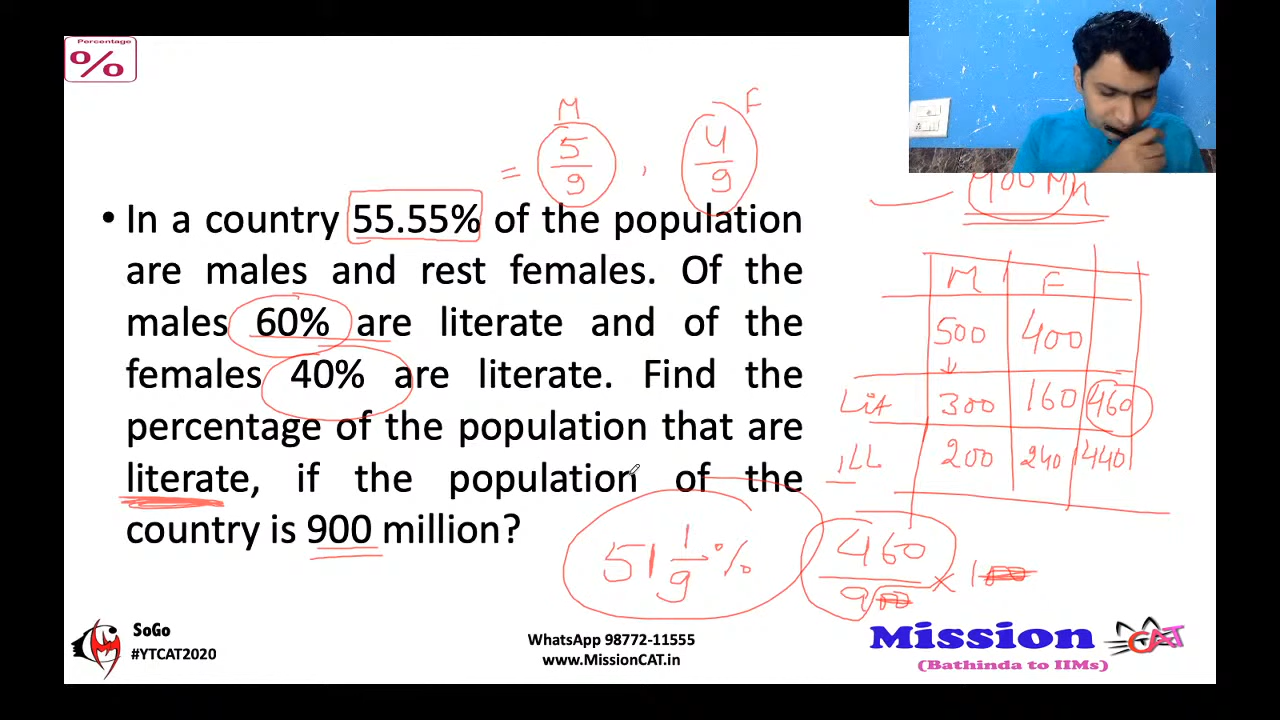 Percentage
%
M
F
= 5/9 , 4/9
900 Mn
• In a country 55.55% of the population
are males and rest females. Of the
males 60% are literate and of the
females 40% are literate. Find the
percentage of the population that are
literate, if the population of the
country is 900 million?
M F
500 400
Lit 300 160 460
ILL 200 240 440
51 1/9 %
460/900 × 100
SoGo
#YTCAT2020
WhatsApp 98772-11555
www.MissionCAT.in
Mission CAT
(Bathinda to IIMs)